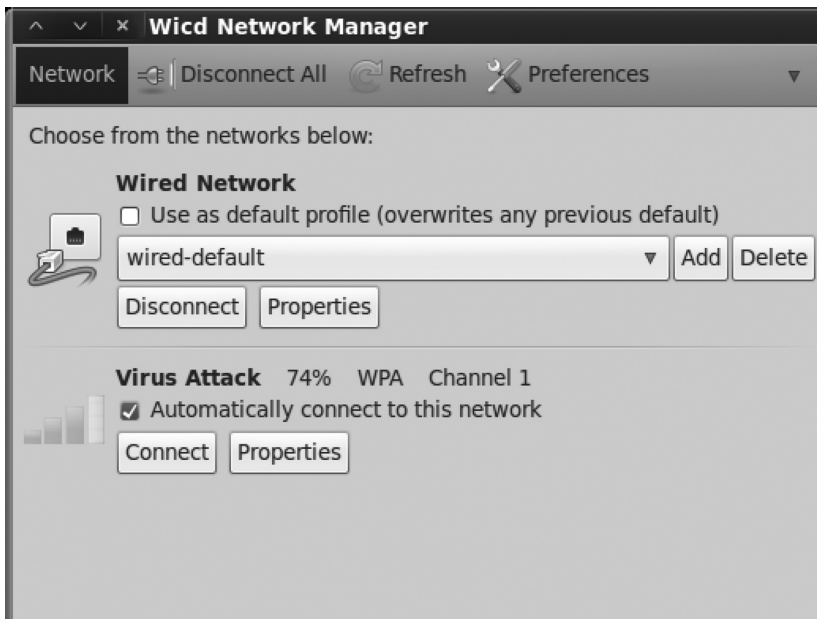 Wicd Network Manager
Network Disconnect All Refresh Preferences
Choose from the networks below:
Wired Network
Use as default profile (overwrites any previous default)
wired-default Add Delete
Disconnect Properties
Virus Attack 74% WPA Channel 1
Automatically connect to this network
Connect Properties